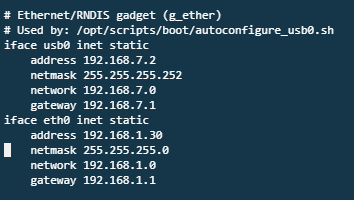 # Ethernet/RNDIS gadget (g_ether)
# Used by: /opt/scripts/boot/autoconfigure_usb0.sh
iface usb0 inet static
    address 192.168.7.2
    netmask 255.255.255.252
    network 192.168.7.0
    gateway 192.168.7.1
iface eth0 inet static
    address 192.168.1.30
    netmask 255.255.255.0
    network 192.168.1.0
    gateway 192.168.1.1